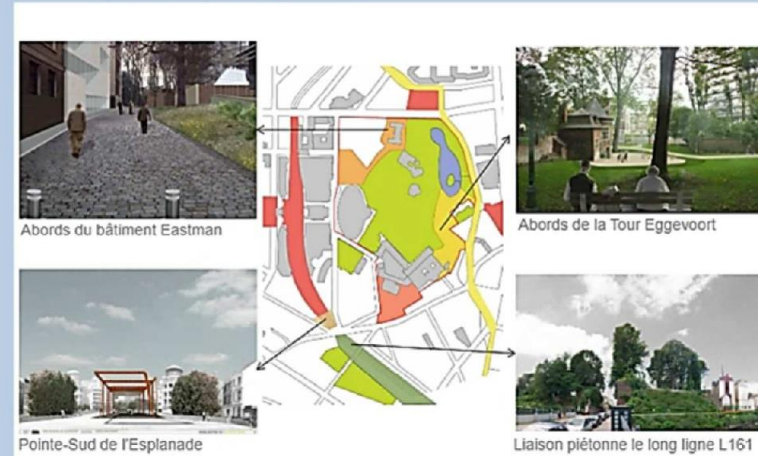 Abords du bâtiment Eastman
Abords de la Tour Eggevoort
Pointe-Sud de l'Esplanade
Liaison piétonne le long ligne L161